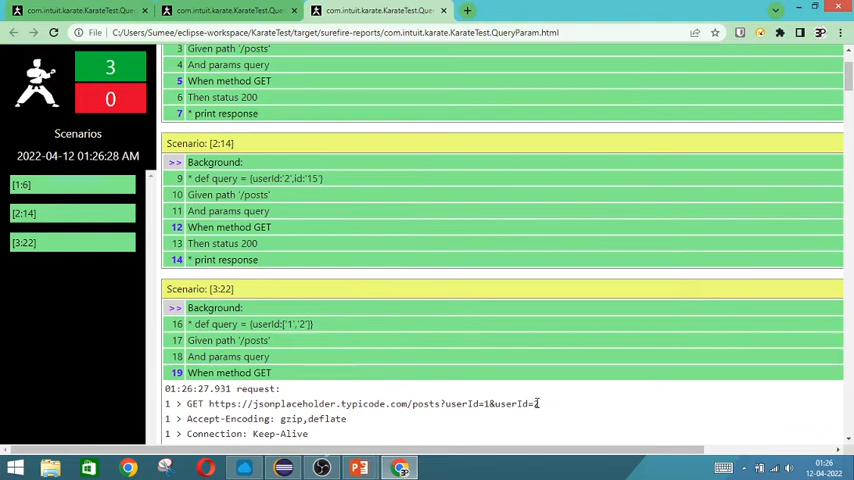 com.intuit.karate.KarateTest.Que
com.intuit.karate.KarateTest.Que
com.intuit.karate.KarateTest.Que
File
C:/Users/Sumee/eclipse-workspace/KarateTest/target/surefire-reports/com.intuit.karate.KarateTest.QueryParam.html
3
0
Scenarios
2022-04-12 01:26:28 AM
[1:6]
[2:14]
[3:22]
3 Given path '/posts'
4 And params query
5 When method GET
6 Then status 200
7 * print response
Scenario: [2:14]
>> Background:
9 * def query = {userId:'2',id:'15'}
10 Given path '/posts'
11 And params query
12 When method GET
13 Then status 200
14 * print response
Scenario: [3:22]
>> Background:
16 * def query = {userId:['1','2']}
17 Given path '/posts'
18 And params query
19 When method GET
01:26:27.931 request:
1 > GET https://jsonplaceholder.typicode.com/posts?userId=1&userId=2
1 > Accept-Encoding: gzip,deflate
1 > Connection: Keep-Alive
01:26
12-04-2022